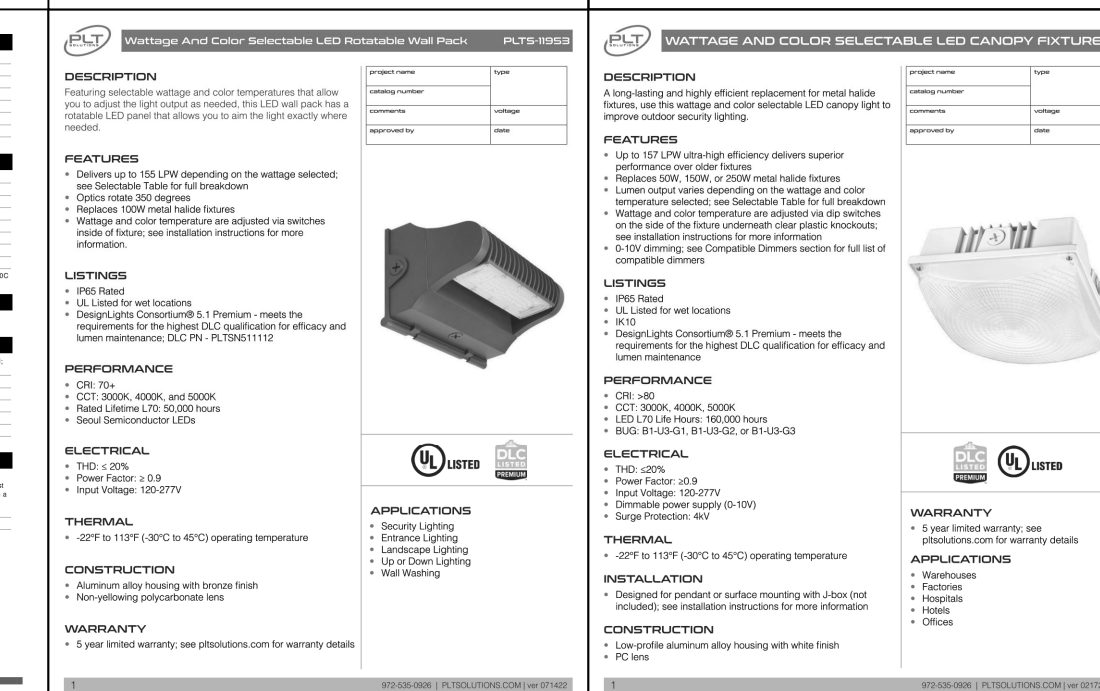 0C
st
a
PLT
SOLUTIONS
Wattage And Color Selectable LED Rotatable Wall Pack PLTS-11953
DESCRIPTION
Featuring selectable wattage and color temperatures that allow
you to adjust the light output as needed, this LED wall pack has a
rotatable LED panel that allows you to aim the light exactly where
needed.
FEATURES
• Delivers up to 155 LPW depending on the wattage selected;
see Selectable Table for full breakdown
• Optics rotate 350 degrees
• Replaces 100W metal halide fixtures
• Wattage and color temperature are adjusted via switches
inside of fixture; see installation instructions for more
information.
LISTINGS
• IP65 Rated
• UL Listed for wet locations
• DesignLights Consortium® 5.1 Premium - meets the
requirements for the highest DLC qualification for efficacy and
lumen maintenance; DLC PN - PLTSN511112
PERFORMANCE
• CRI: 70+
• CCT: 3000K, 4000K, and 5000K
• Rated Lifetime L70: 50,000 hours
• Seoul Semiconductor LEDs
ELECTRICAL
• THD: ≤ 20%
• Power Factor: ≥ 0.9
• Input Voltage: 120-277V
THERMAL
• -22°F to 113°F (-30°C to 45°C) operating temperature
CONSTRUCTION
• Aluminum alloy housing with bronze finish
• Non-yellowing polycarbonate lens
WARRANTY
• 5 year limited warranty; see pltsolutions.com for warranty details
project name type
catalog number
comments voltage
approved by date
UL LISTED
DLC
LISTED
PREMIUM
APPLICATIONS
• Security Lighting
• Entrance Lighting
• Landscape Lighting
• Up or Down Lighting
• Wall Washing
1 972-535-0926 | PLTSOLUTIONS.COM | ver 071422
PLT
SOLUTIONS
WATTAGE AND COLOR SELECTABLE LED CANOPY FIXTURE
DESCRIPTION
A long-lasting and highly efficient replacement for metal halide
fixtures, use this wattage and color selectable LED canopy light to
improve outdoor security lighting.
FEATURES
• Up to 157 LPW ultra-high efficiency delivers superior
performance over older fixtures
• Replaces 50W, 150W, or 250W metal halide fixtures
• Lumen output varies depending on the wattage and color
temperature selected; see Selectable Table for full breakdown
• Wattage and color temperature are adjusted via dip switches
on the side of the fixture underneath clear plastic knockouts;
see installation instructions for more information
• 0-10V dimming; see Compatible Dimmers section for full list of
compatible dimmers
LISTINGS
• IP65 Rated
• UL Listed for wet locations
• IK10
• DesignLights Consortium® 5.1 Premium - meets the
requirements for the highest DLC qualification for efficacy and
lumen maintenance
PERFORMANCE
• CRI: >80
• CCT: 3000K, 4000K, 5000K
• LED L70 Life Hours: 160,000 hours
• BUG: B1-U3-G1, B1-U3-G2, or B1-U3-G3
ELECTRICAL
• THD: ≤20%
• Power Factor: ≥0.9
• Input Voltage: 120-277V
• Dimmable power supply (0-10V)
• Surge Protection: 4kV
THERMAL
• -22°F to 113°F (-30°C to 45°C) operating temperature
INSTALLATION
• Designed for pendant or surface mounting with J-box (not
included); see installation instructions for more information
CONSTRUCTION
• Low-profile aluminum alloy housing with white finish
• PC lens
project name type
catalog number
comments voltage
approved by date
DLC
LISTED
PREMIUM
UL LISTED
WARRANTY
• 5 year limited warranty; see
pltsolutions.com for warranty details
APPLICATIONS
• Warehouses
• Factories
• Hospitals
• Hotels
• Offices
1 972-535-0926 | PLTSOLUTIONS.COM | ver 0217